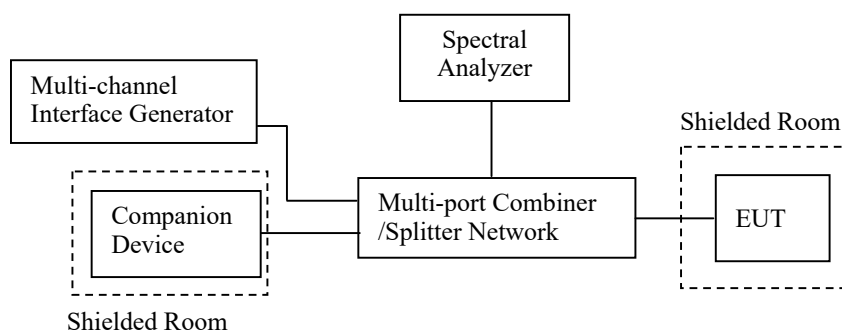 Spectral
Analyzer
Multi-channel
Interface Generator
Shielded Room
Companion
Device
Multi-port Combiner
/Splitter Network
EUT
Shielded Room